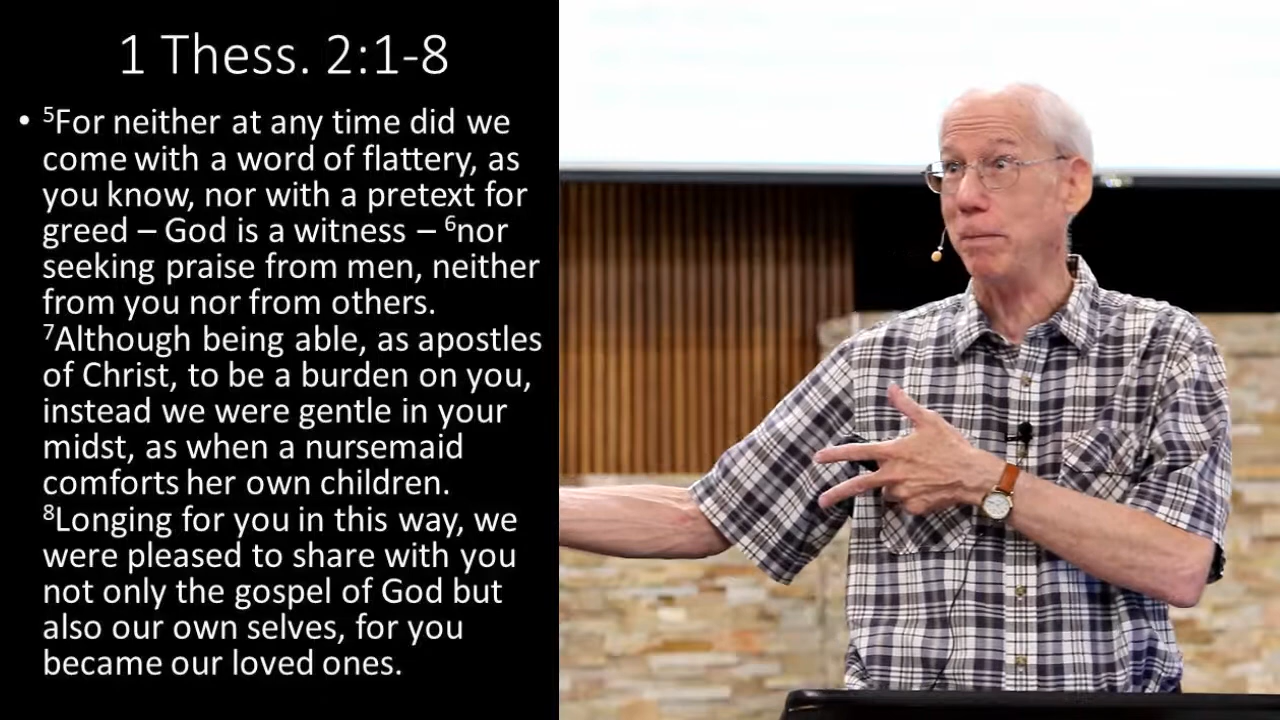 1 Thess. 2:1-8
• ⁵For neither at any time did we
come with a word of flattery, as
you know, nor with a pretext for
greed – God is a witness – ⁶nor
seeking praise from men, neither
from you nor from others.
⁷Although being able, as apostles
of Christ, to be a burden on you,
instead we were gentle in your
midst, as when a nursemaid
comforts her own children.
⁸Longing for you in this way, we
were pleased to share with you
not only the gospel of God but
also our own selves, for you
became our loved ones.